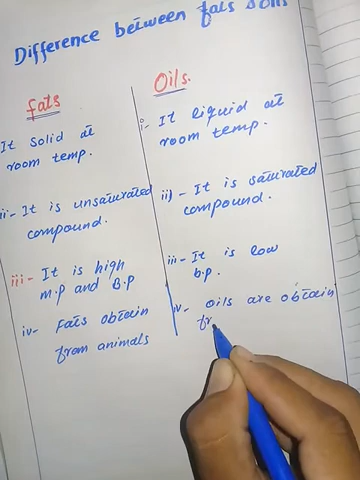 Difference between fats & oils
fats
It solid at
room temp.
ii- It is unsaturated
compound.
iii- It is high
m.p and B.p
iv- Fats obtain
from animals
Oils.
i- It liquid at
room temp.
ii)- It is saturated
compound.
iii- It is low
b.p.
iv- oils are obtain
fr